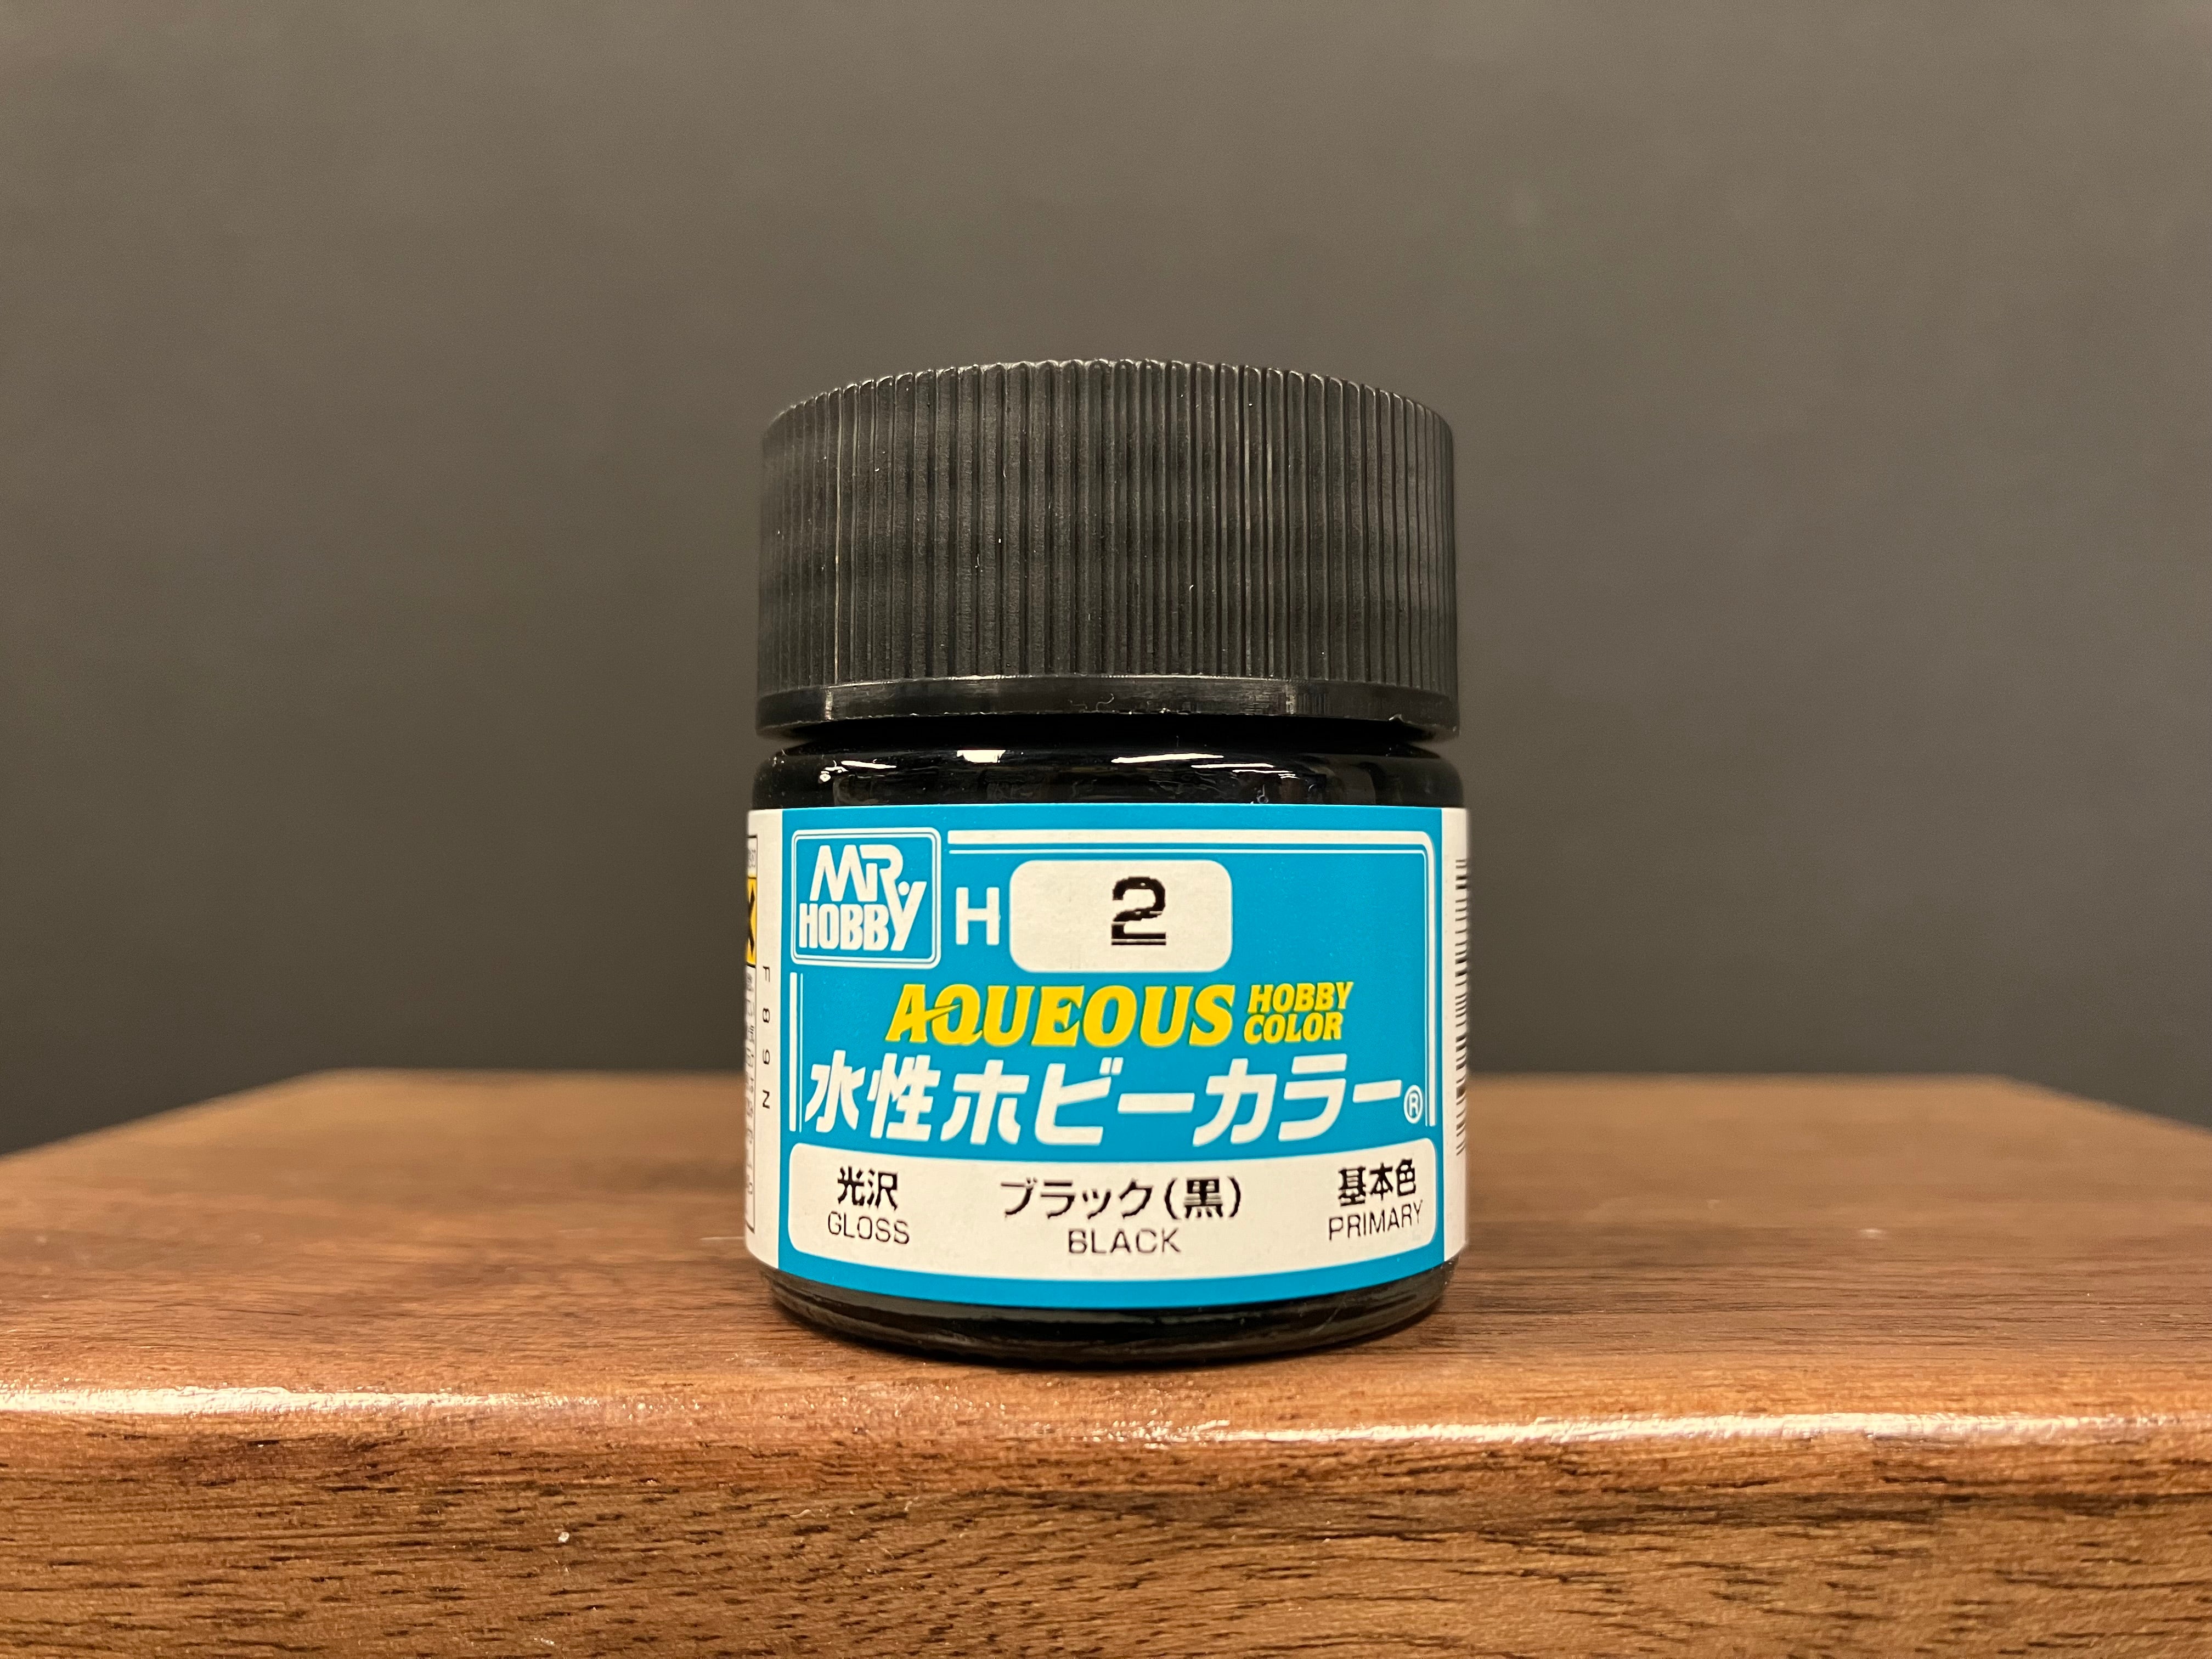 MR. HOBBY
H 2
AQUEOUS HOBBY COLOR
水性ホビーカラー®
光沢 ブラック(黒) 基本色
GLOSS BLACK PRIMARY
F89N